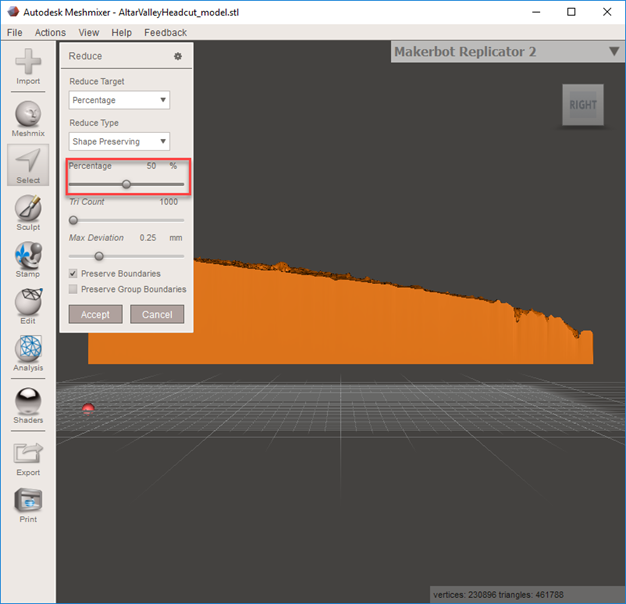 Autodesk Meshmixer - AltarValleyHeadcut_model.stl
File Actions View Help Feedback
Import
Meshmix
Select
Sculpt
Stamp
Edit
Analysis
Shaders
Export
Print
Reduce
Reduce Target
Percentage
Reduce Type
Shape Preserving
Percentage 50 %
Tri Count 1000
Max Deviation 0.25 mm
Preserve Boundaries
Preserve Group Boundaries
Accept Cancel
Makerbot Replicator 2
RIGHT
vertices: 230896 triangles: 461788